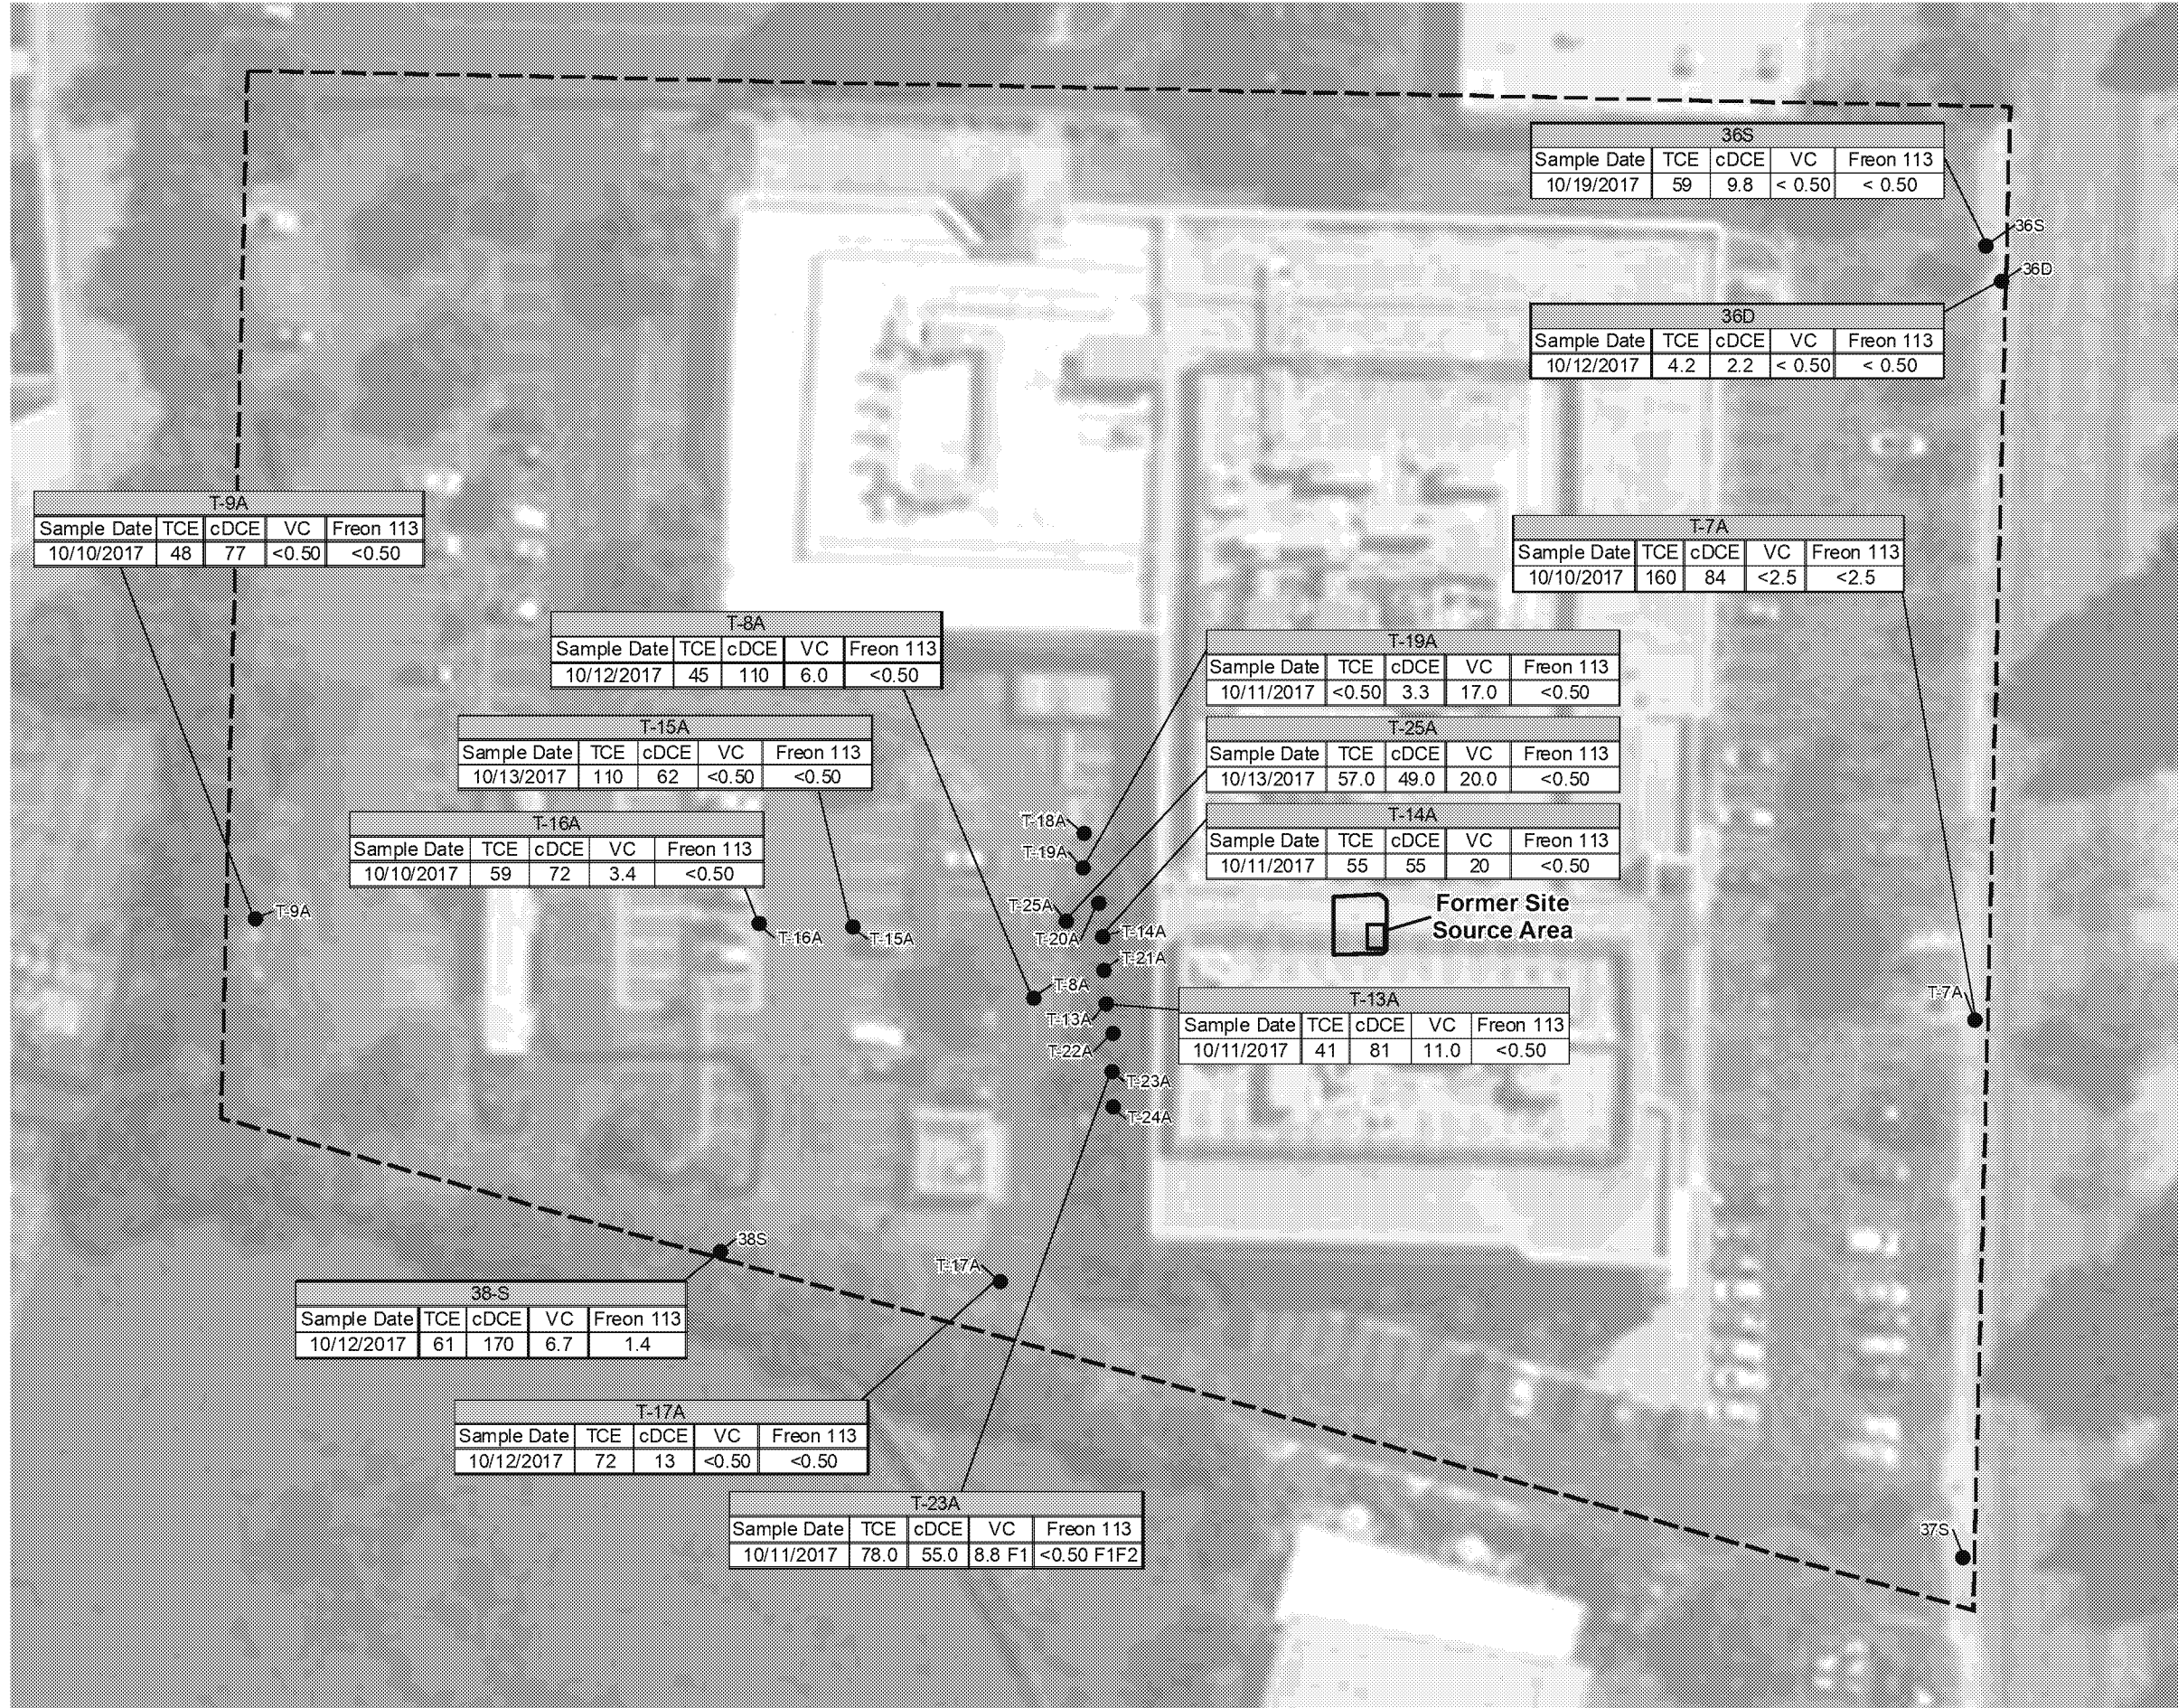 36S
Sample Date TCE cDCE VC Freon 113
10/19/2017 59 9.8 < 0.50 < 0.50
36S
36D
36D
Sample Date TCE cDCE VC Freon 113
10/12/2017 4.2 2.2 < 0.50 < 0.50
T-9A
Sample Date TCE cDCE VC Freon 113
10/10/2017 48 77 <0.50 <0.50
T-7A
Sample Date TCE cDCE VC Freon 113
10/10/2017 160 84 <2.5 <2.5
T-8A
Sample Date TCE cDCE VC Freon 113
10/12/2017 45 110 6.0 <0.50
T-19A
Sample Date TCE cDCE VC Freon 113
10/11/2017 <0.50 3.3 17.0 <0.50
T-15A
Sample Date TCE cDCE VC Freon 113
10/13/2017 110 62 <0.50 <0.50
T-25A
Sample Date TCE cDCE VC Freon 113
10/13/2017 57.0 49.0 20.0 <0.50
T-16A
Sample Date TCE cDCE VC Freon 113
10/10/2017 59 72 3.4 <0.50
T-14A
Sample Date TCE cDCE VC Freon 113
10/11/2017 55 55 20 <0.50
T-18A
T-19A
T-25A
T-20A
T-14A
T-21A
T-8A
T-13A
T-22A
T-23A
T-24A
T-9A
T-16A
T-15A
Former Site
Source Area
T-7A
T-13A
Sample Date TCE cDCE VC Freon 113
10/11/2017 41 81 11.0 <0.50
38S
T-17A
38-S
Sample Date TCE cDCE VC Freon 113
10/12/2017 61 170 6.7 1.4
T-17A
Sample Date TCE cDCE VC Freon 113
10/12/2017 72 13 <0.50 <0.50
T-23A
Sample Date TCE cDCE VC Freon 113
10/11/2017 78.0 55.0 8.8 F1 <0.50 F1F2
37S